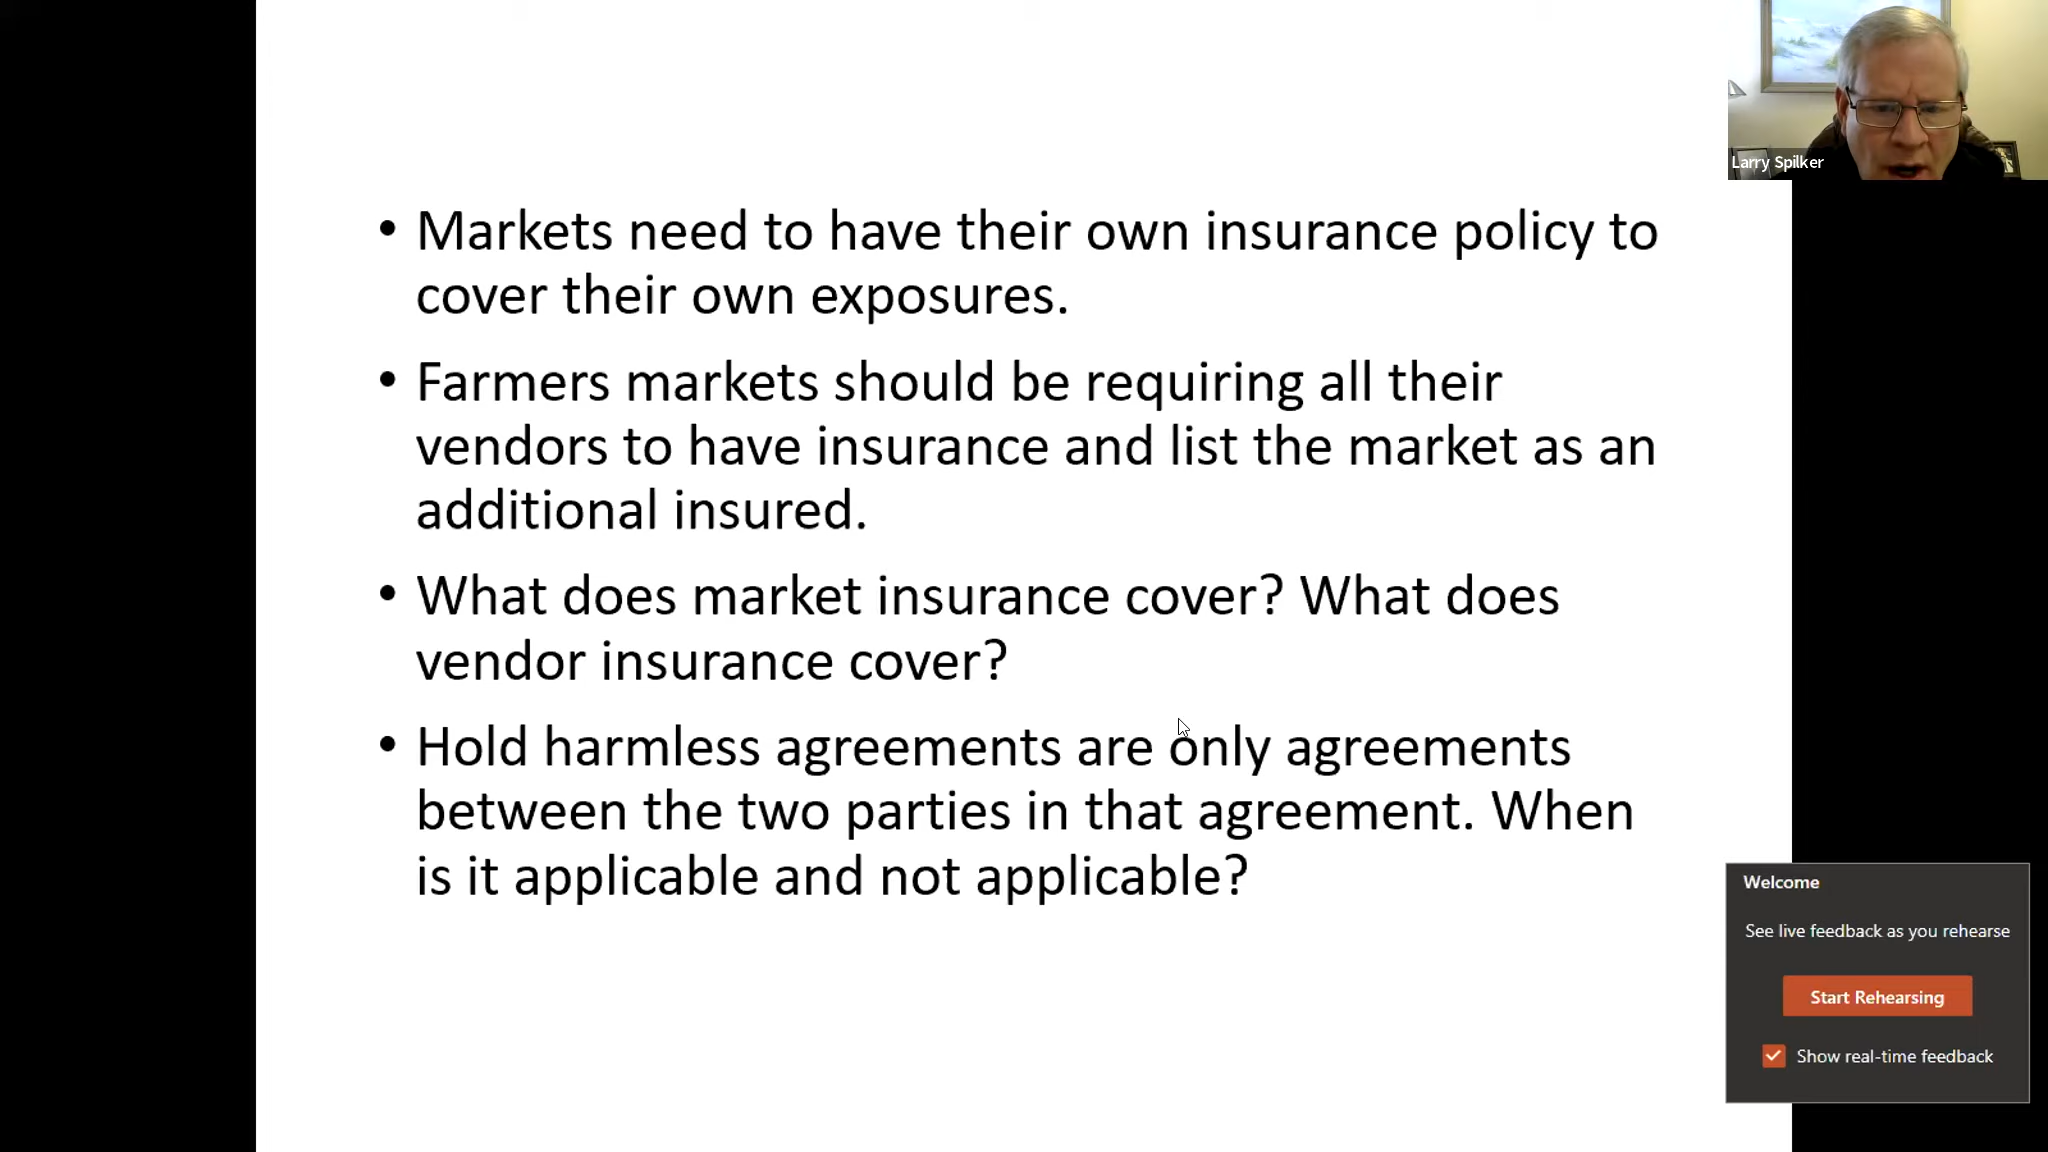 Larry Spilker
• Markets need to have their own insurance policy to
cover their own exposures.
• Farmers markets should be requiring all their
vendors to have insurance and list the market as an
additional insured.
• What does market insurance cover? What does
vendor insurance cover?
• Hold harmless agreements are only agreements
between the two parties in that agreement. When
is it applicable and not applicable?
Welcome
See live feedback as you rehearse
Start Rehearsing
Show real-time feedback